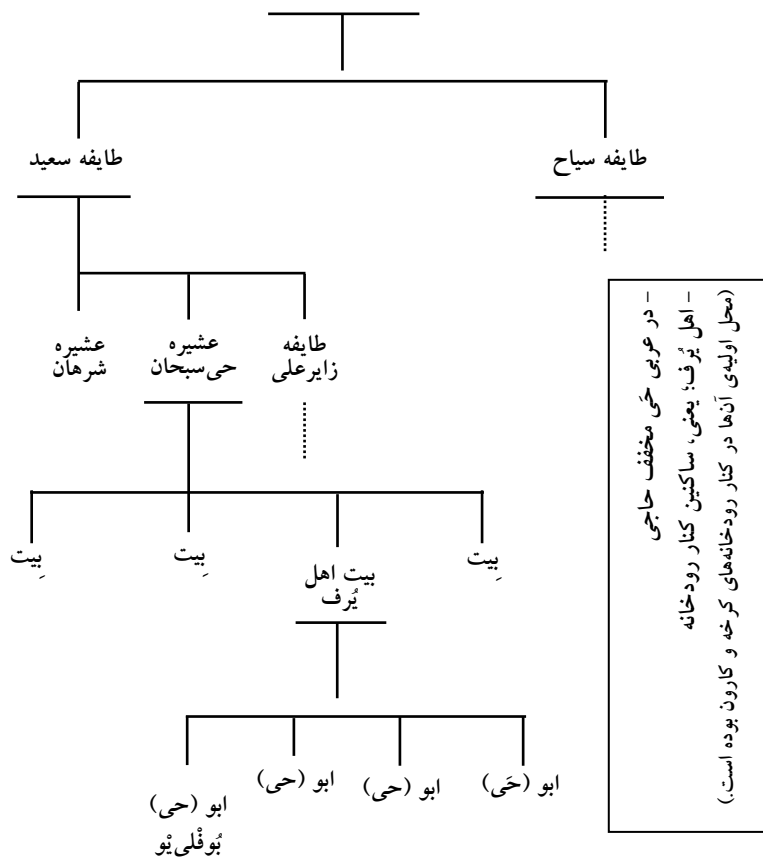 طایفه سیاح
طایفه سعید
طایفه
زایرعلی
عشیره
حی‌سبحان
عشیره
شرهان
بِیت
بیت اهل
یُرف
بِیت
بِیت
ابو (حَی)
ابو (حی)
ابو (حی)
ابو (حی)
بُوفْلی‌یْو
- در عربی حَی مخفف حاجی
- اهل یُرف؛ یعنی، ساکنین کنار رودخانه
(محل اولیه‌ی آن‌ها در کنار رودخانه‌های کرخه و کارون بوده است.)